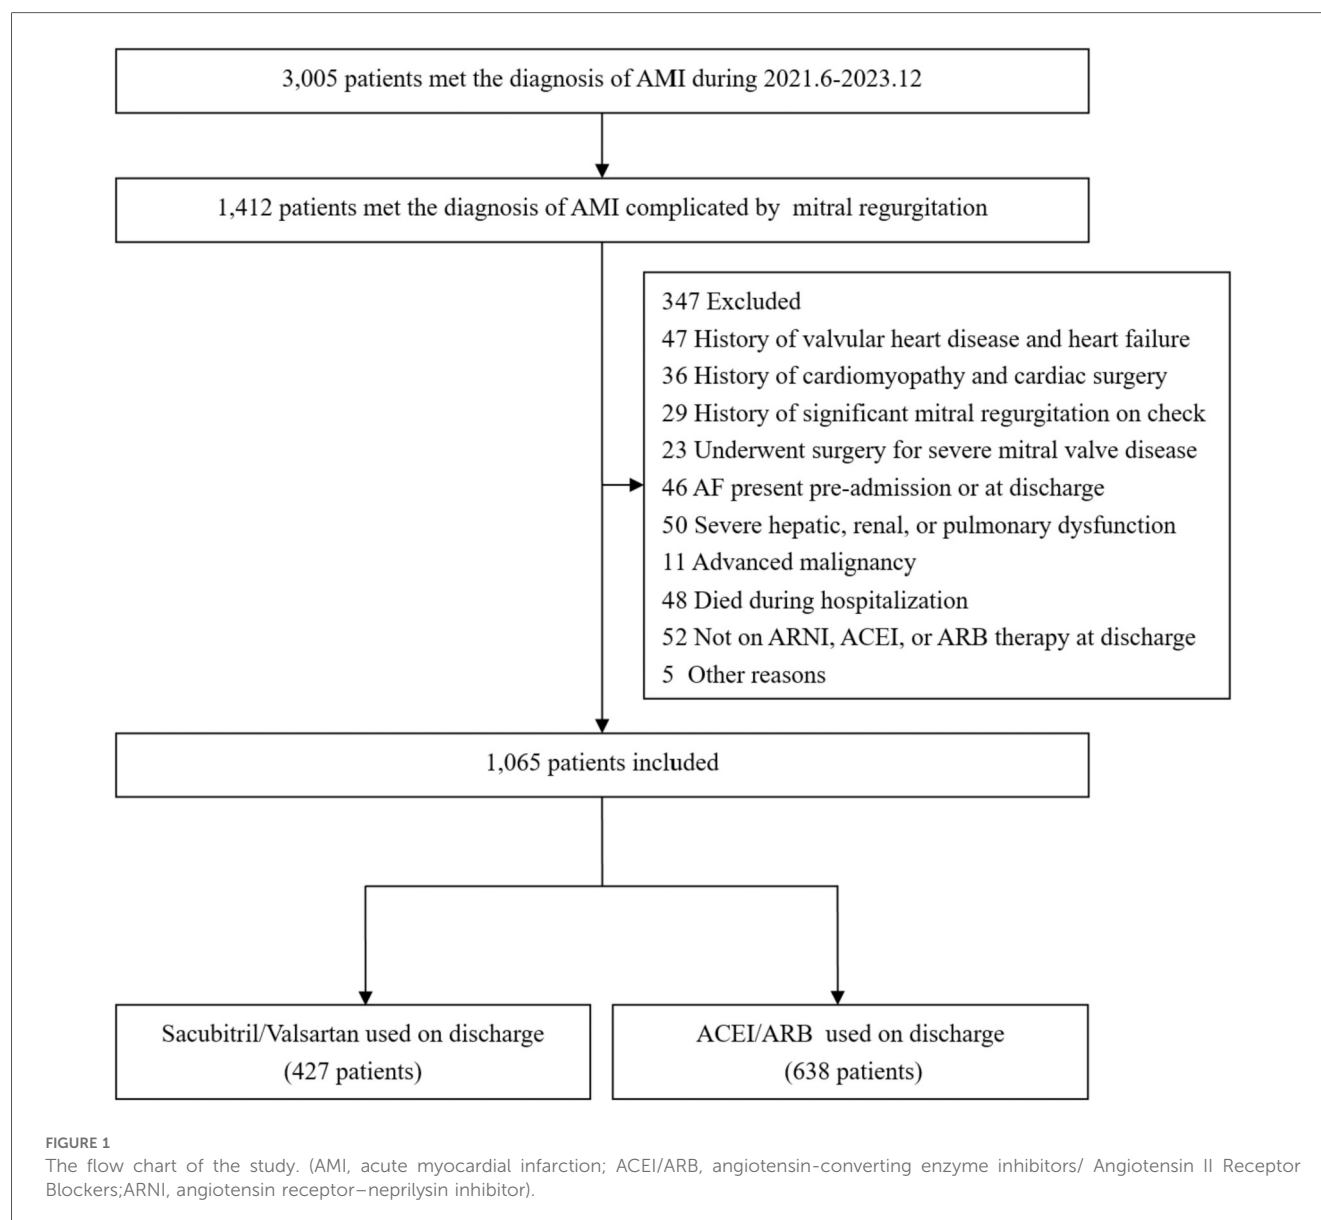 3,005 patients met the diagnosis of AMI during 2021.6-2023.12
1,412 patients met the diagnosis of AMI complicated by mitral regurgitation
347 Excluded
47 History of valvular heart disease and heart failure
36 History of cardiomyopathy and cardiac surgery
29 History of significant mitral regurgitation on check
23 Underwent surgery for severe mitral valve disease
46 AF present pre-admission or at discharge
50 Severe hepatic, renal, or pulmonary dysfunction
11 Advanced malignancy
48 Died during hospitalization
52 Not on ARNI, ACEI, or ARB therapy at discharge
5 Other reasons
1,065 patients included
Sacubitril/Valsartan used on discharge
(427 patients)
ACEI/ARB used on discharge
(638 patients)
FIGURE 1
The flow chart of the study. (AMI, acute myocardial infarction; ACEI/ARB, angiotensin-converting enzyme inhibitors/ Angiotensin II Receptor
Blockers;ARNI, angiotensin receptor–neprilysin inhibitor).